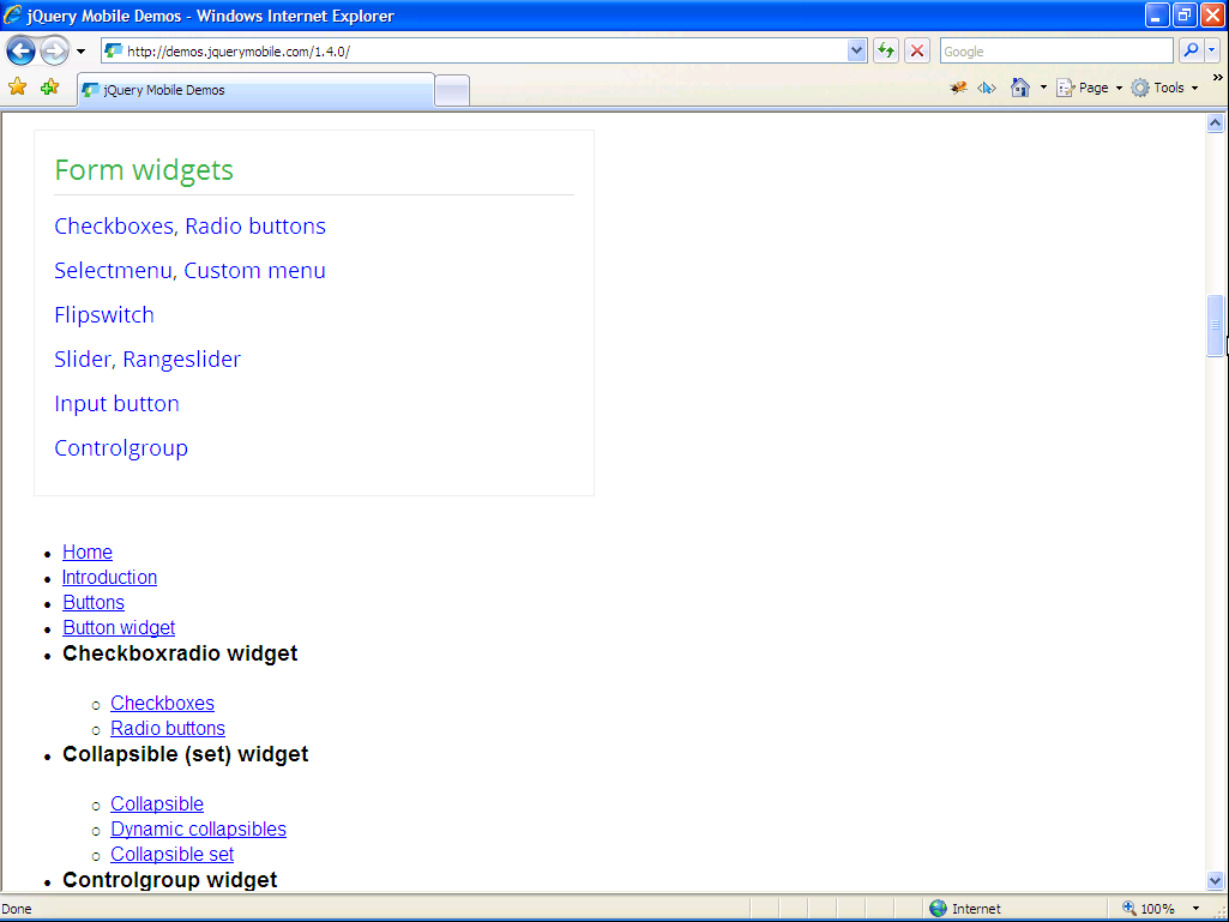 jQuery Mobile Demos - Windows Internet Explorer
http://demos.jquerymobile.com/1.4.0/
Google
jQuery Mobile Demos
Page
Tools
Form widgets
Checkboxes, Radio buttons
Selectmenu, Custom menu
Flipswitch
Slider, Rangeslider
Input button
Controlgroup
Home
Introduction
Buttons
Button widget
Checkboxradio widget
Checkboxes
Radio buttons
Collapsible (set) widget
Collapsible
Dynamic collapsibles
Collapsible set
Controlgroup widget
Done
Internet
100%